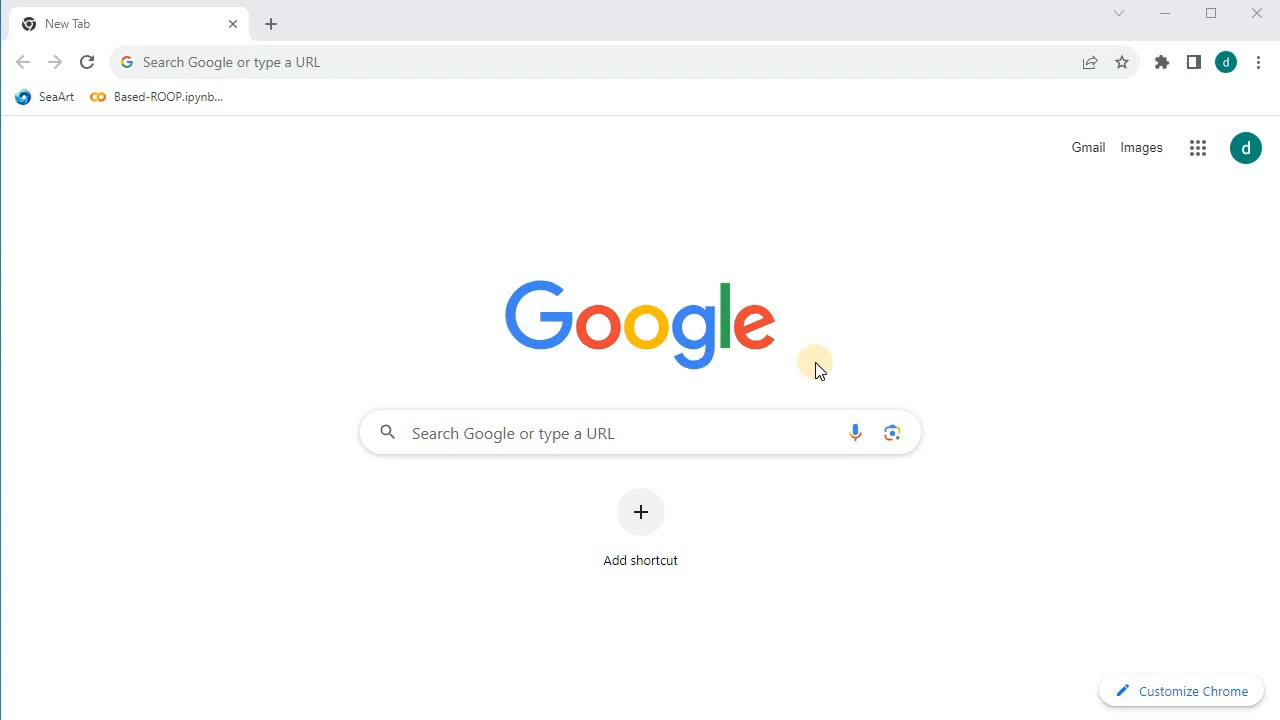 New Tab
Search Google or type a URL
d
SeaArt
Based-ROOP.ipynb...
Gmail
Images
d
Google
Search Google or type a URL
Add shortcut
Customize Chrome